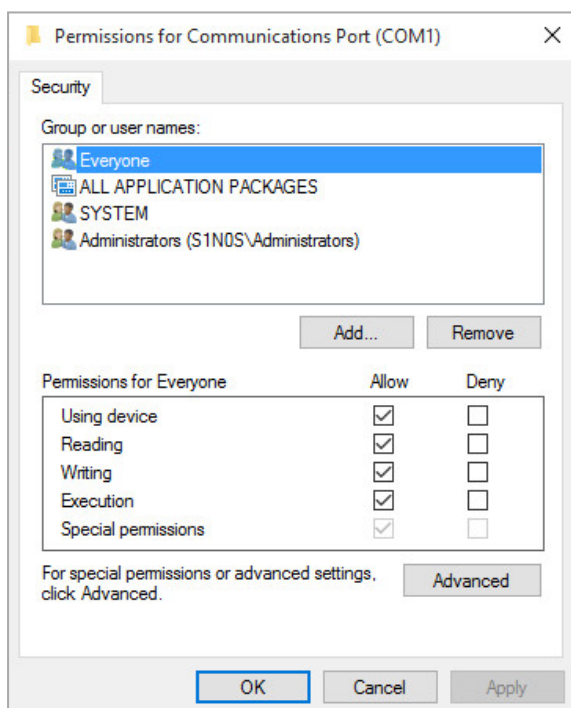 Permissions for Communications Port (COM1)
Security
Group or user names:
Everyone
ALL APPLICATION PACKAGES
SYSTEM
Administrators (S1N0S\Administrators)
Add... Remove
Permissions for Everyone Allow Deny
Using device
Reading
Writing
Execution
Special permissions
For special permissions or advanced settings,
click Advanced.
Advanced
OK Cancel Apply